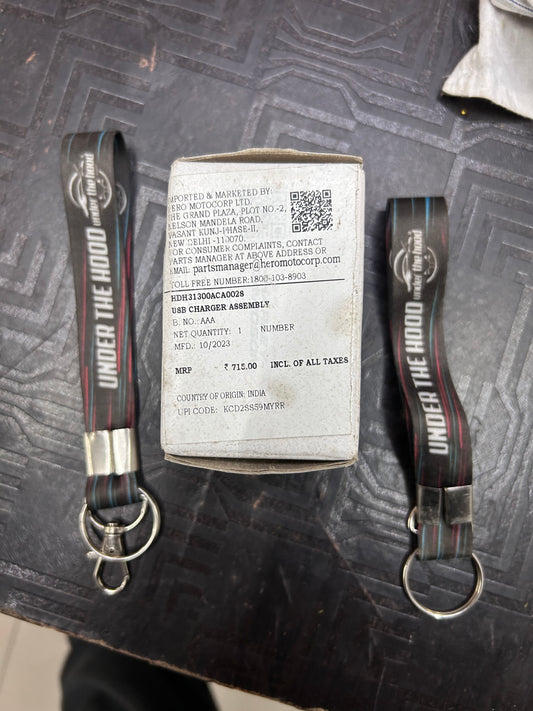 UNDER THE HOOD
under the hood
IMPORTED & MARKETED BY:
HERO MOTOCORP LTD.
THE GRAND PLAZA, PLOT NO.-2,
NELSON MANDELA ROAD,
VASANT KUNJ-PHASE-II,
NEW DELHI -110070.
FOR CONSUMER COMPLAINTS, CONTACT
PARTS MANAGER AT ABOVE ADDRESS OR
EMAIL: partsmanager@heromotocorp.com
TOLL FREE NUMBER:1800-103-8903
HDH31300ACA0028
USB CHARGER ASSEMBLY
B. NO.: AAA
NET QUANTITY: 1 NUMBER
MFD.: 10/2023
MRP ₹ 715.00 INCL. OF ALL TAXES
COUNTRY OF ORIGIN: INDIA
UPI CODE: KCD2SS59MYRR
UNDER THE HOOD
under the hood